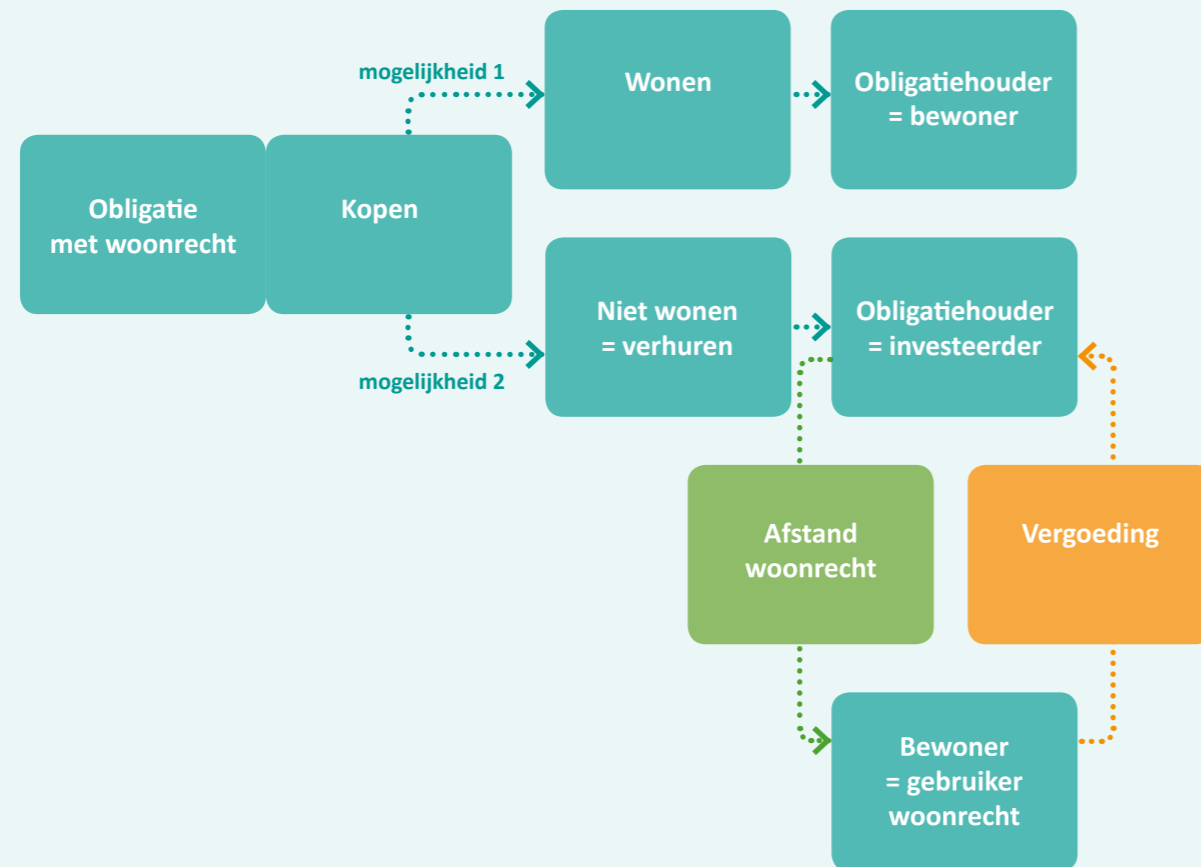 mogelijkheid 1
Wonen
Obligatiehouder
= bewoner
Obligatie
met woonrecht
Kopen
Niet wonen
= verhuren
Obligatiehouder
= investeerder
mogelijkheid 2
Afstand
woonrecht
Vergoeding
Bewoner
= gebruiker
woonrecht